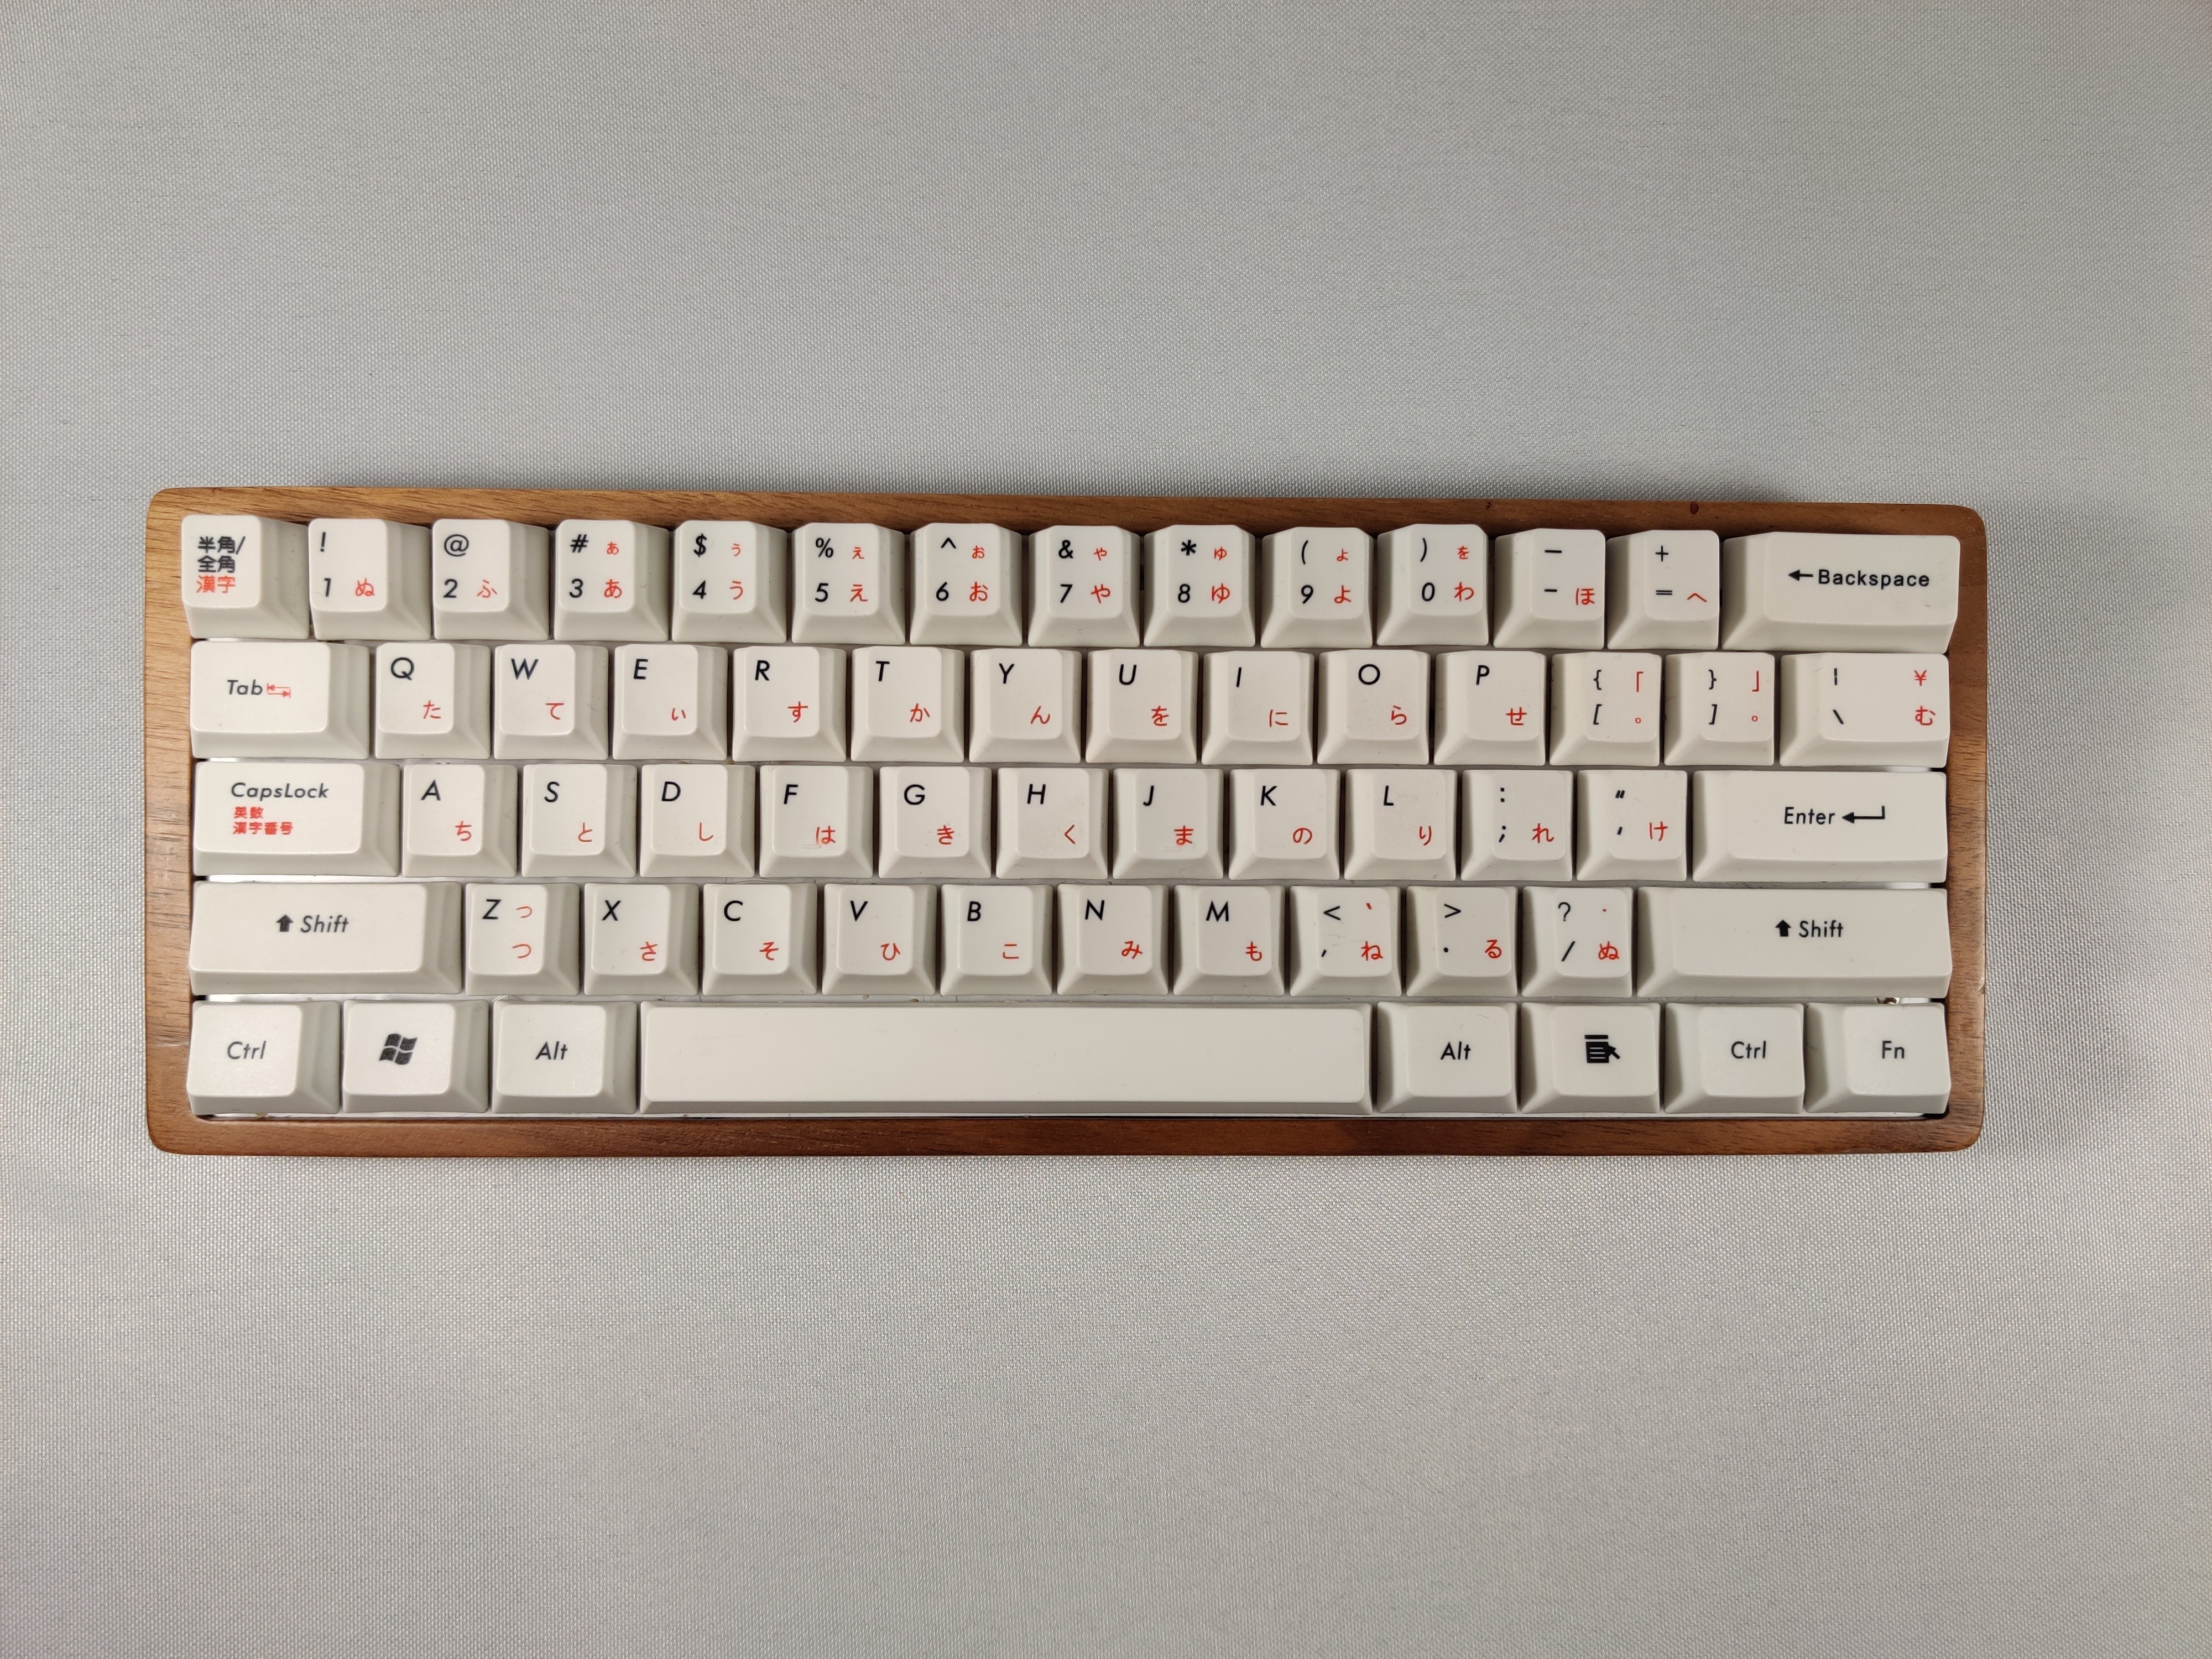 半角/ ! @ # ぁ $ ぅ % ぇ ^ ぉ & ゃ * ゅ ( ょ ) を — + ←Backspace
全角
漢字 1 ぬ 2 ふ 3 あ 4 う 5 え 6 お 7 や 8 ゆ 9 よ 0 わ - ほ = へ
Tab Q W E R T Y U I O P { 「 } 」 | ¥
た て ぃ す か ん を に ら せ [ 。 ] 。 \ む
CapsLock A S D F G H J K L : " Enter
英数
漢字番号 ち と し は き く ま の り ; れ ' け
Shift Z っ X C V B N M < 、 > ? · Shift
つ さ そ ひ こ み も , ね . る / ぬ
Ctrl Alt Alt Ctrl Fn